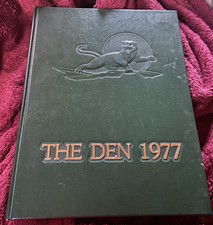 THE DEN 1977